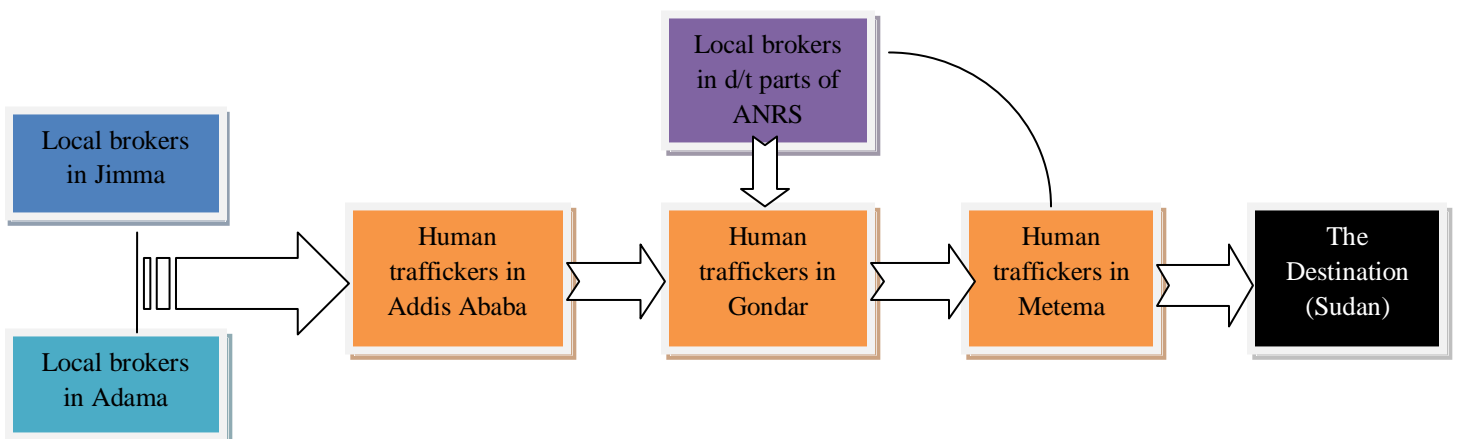 Local brokers
in d/t parts of
ANRS
Local brokers
in Jimma
Human
traffickers in
Addis Ababa
Human
traffickers in
Gondar
Human
traffickers in
Metema
The
Destination
(Sudan)
Local brokers
in Adama